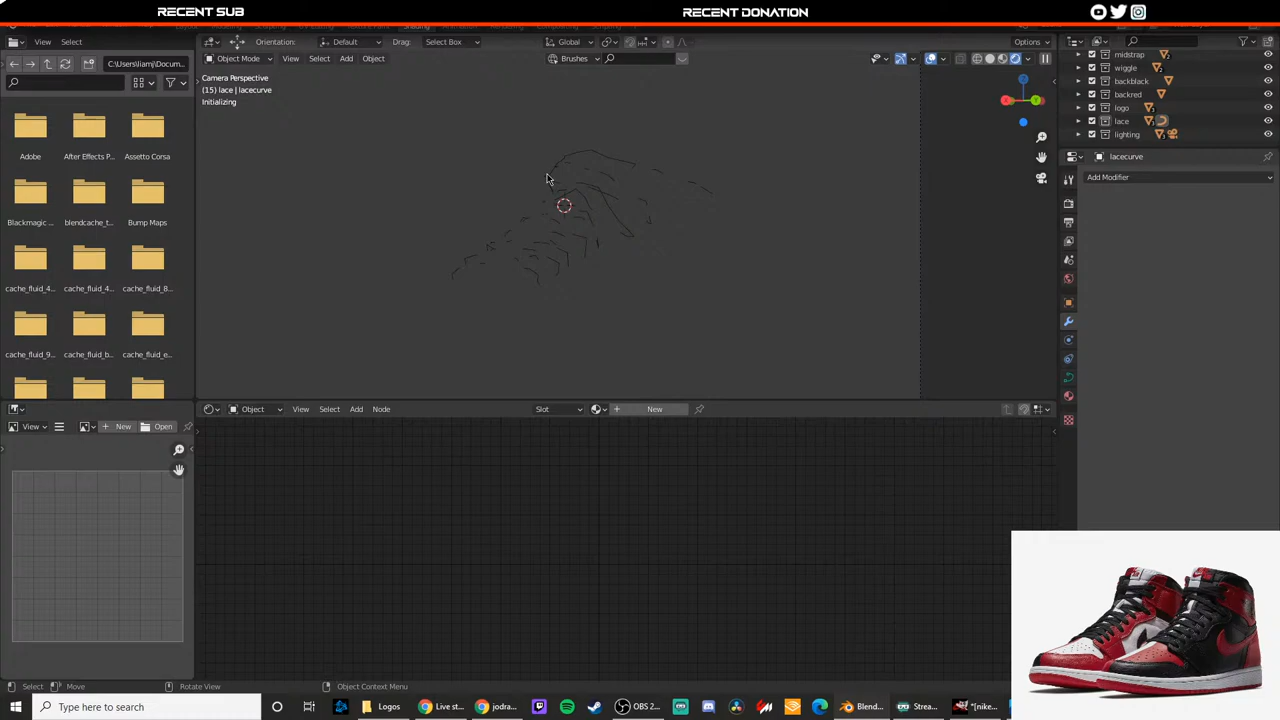 RECENT SUB
RECENT DONATION
View
Select
Orientation:
Default
Drag:
Select Box
Global
Options
C:\Users\liamj\Docum...
Object Mode
View
Select
Add
Object
Brushes
Camera Perspective
(15) lace | lacecurve
Initializing
midstrap
wiggle
backblack
backred
logo
lace
lighting
lacecurve
Add Modifier
Adobe
After Effects P...
Assetto Corsa
Blackmagic ...
blendcache_t...
Bump Maps
cache_fluid_4...
cache_fluid_4...
cache_fluid_8...
cache_fluid_9...
cache_fluid_b...
cache_fluid_e...
View
New
Open
Object
View
Select
Add
Node
Slot
New
Select
Move
Rotate View
Object Context Menu
Type here to search
Logos
Live st...
jodra...
OBS 2...
Blend...
Strea...
*[nike...